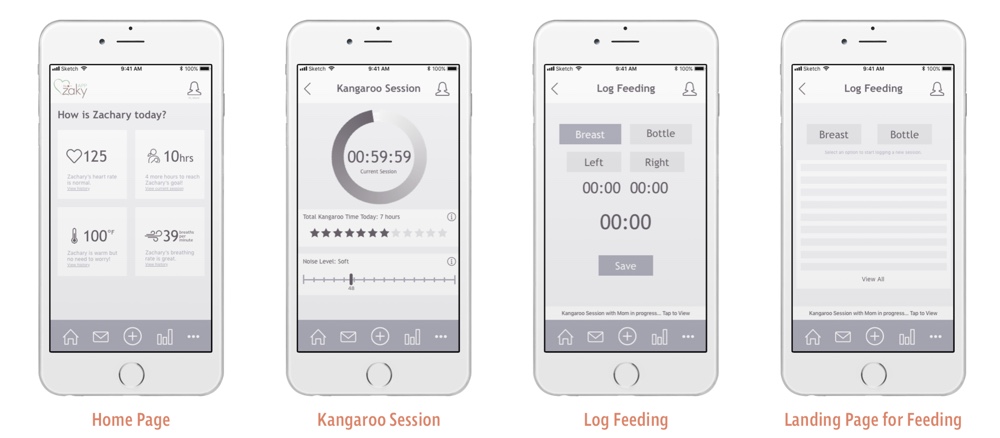 Sketch 9:41 AM 100%
zaky
How is Zachary today?
125
Zachary's heart rate
is normal.
View history
10hrs
6 more hours to reach
Zachary's goal!
View current session
100°F
Zachary is warm but
no need to worry!
View history
39 breaths
per
minute
Zachary's breathing
rate is great.
View history
Home Page
Sketch 9:41 AM 100%
Kangaroo Session
00:59:59
Current Session
Total Kangaroo Time Today: 7 hours
Noise Level: Soft
46
Kangaroo Session
Sketch 9:41 AM 100%
Log Feeding
Breast Bottle
Left Right
00:00 00:00
00:00
Save
Kangaroo Session with Mom in progress... Tap to View
Log Feeding
Sketch 9:41 AM 100%
Log Feeding
Breast Bottle
Select an option to start logging a new session.
View All
Kangaroo Session with Mom in progress... Tap to View
Landing Page for Feeding